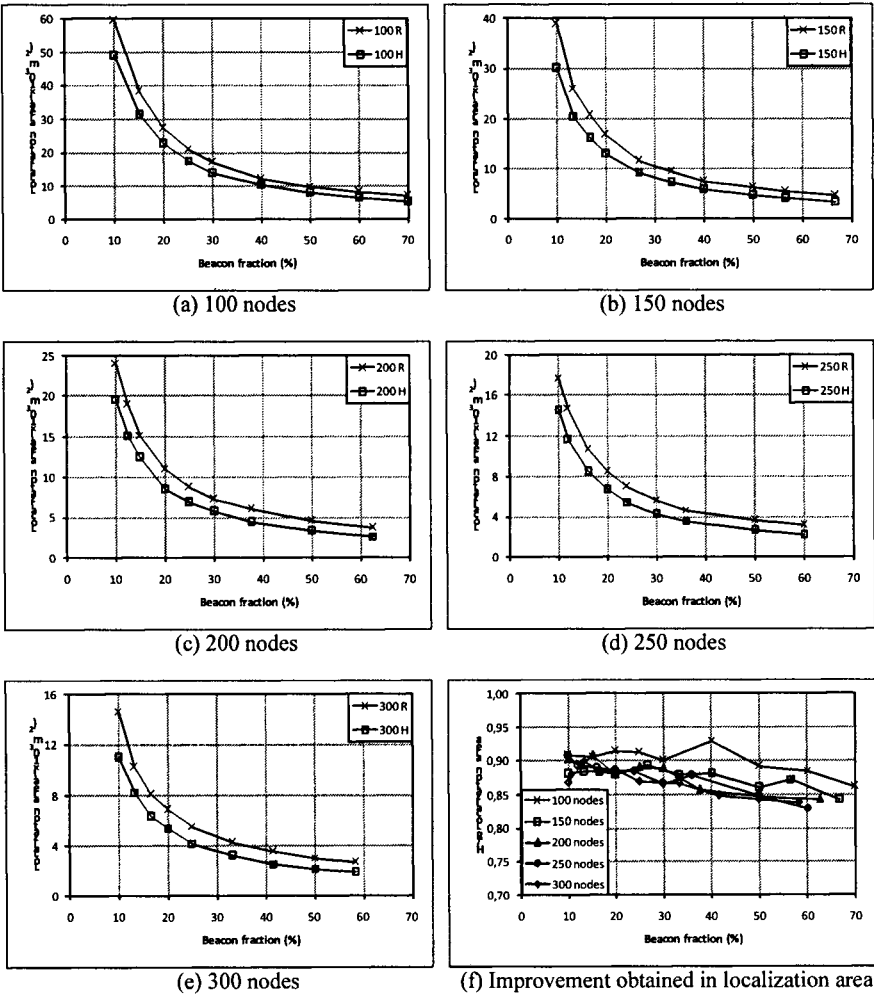 60
50
40
30
20
10
0
0 10 20 30 40 50 60 70
100 R
100 H
Beacon fraction (%)
(a) 100 nodes
40
30
20
10
0
0 10 20 30 40 50 60 70
150 R
150 H
Beacon fraction (%)
(b) 150 nodes
25
20
15
10
5
0
0 10 20 30 40 50 60 70
200 R
200 H
Beacon fraction (%)
(c) 200 nodes
20
16
12
8
4
0
0 10 20 30 40 50 60 70
250 R
250 H
Beacon fraction (%)
(d) 250 nodes
16
12
8
4
0
0 10 20 30 40 50 60 70
300 R
300 H
Beacon fraction (%)
(e) 300 nodes
1,00
0,95
0,90
0,85
0,80
0,75
0,70
0 10 20 30 40 50 60 70
100 nodes
150 nodes
200 nodes
250 nodes
300 nodes
Beacon fraction (%)
(f) Improvement obtained in localization area